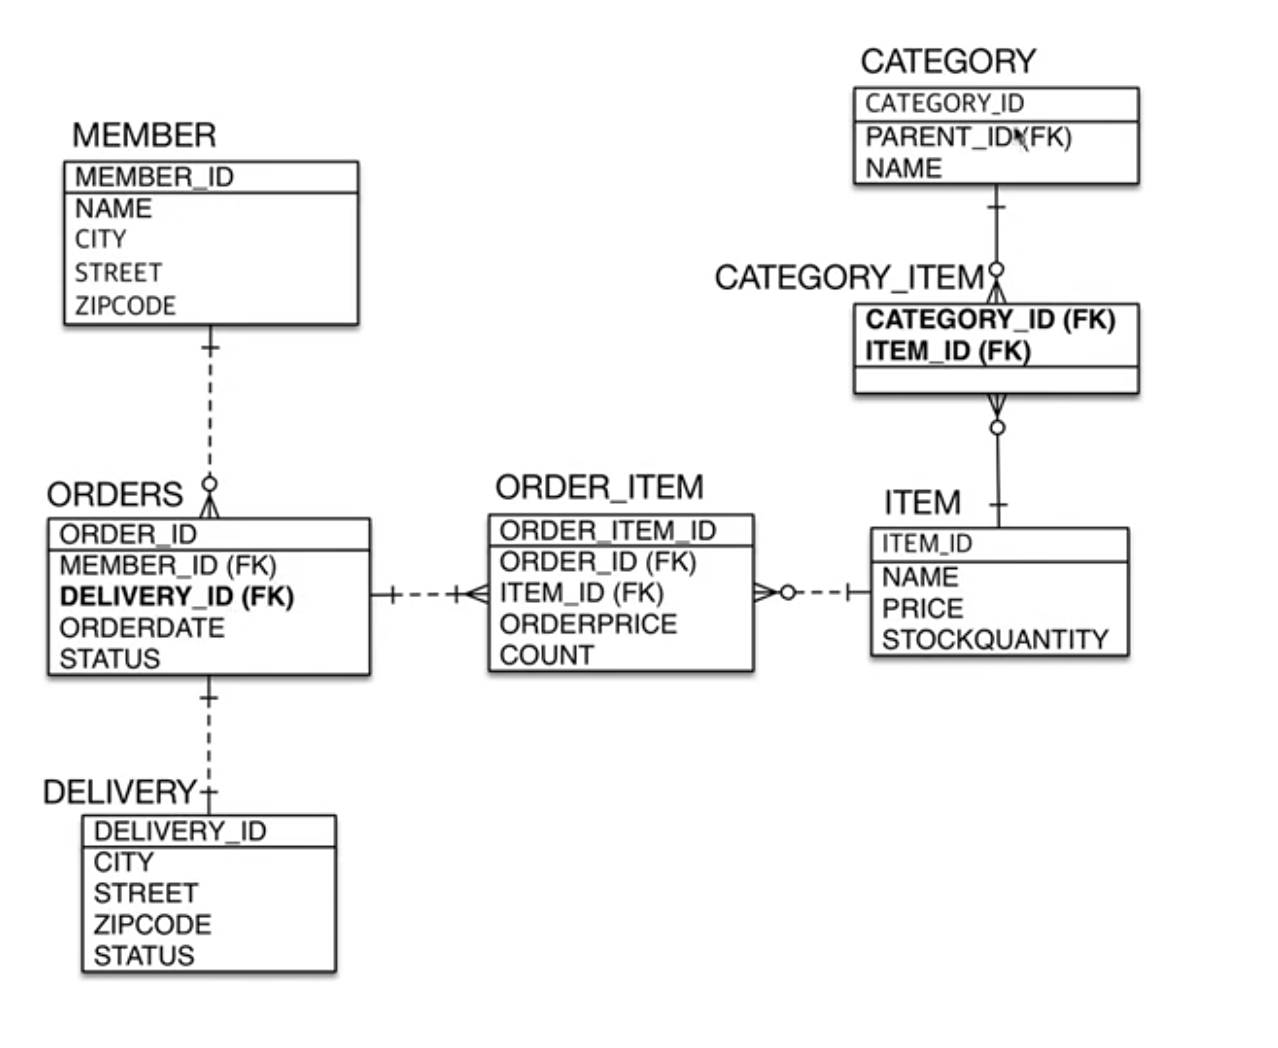 MEMBER
MEMBER_ID
NAME
CITY
STREET
ZIPCODE
ORDERS
ORDER_ID
MEMBER_ID (FK)
DELIVERY_ID (FK)
ORDERDATE
STATUS
DELIVERY
DELIVERY_ID
CITY
STREET
ZIPCODE
STATUS
ORDER_ITEM
ORDER_ITEM_ID
ORDER_ID (FK)
ITEM_ID (FK)
ORDERPRICE
COUNT
CATEGORY
CATEGORY_ID
PARENT_ID (FK)
NAME
CATEGORY_ITEM
CATEGORY_ID (FK)
ITEM_ID (FK)
ITEM
ITEM_ID
NAME
PRICE
STOCKQUANTITY